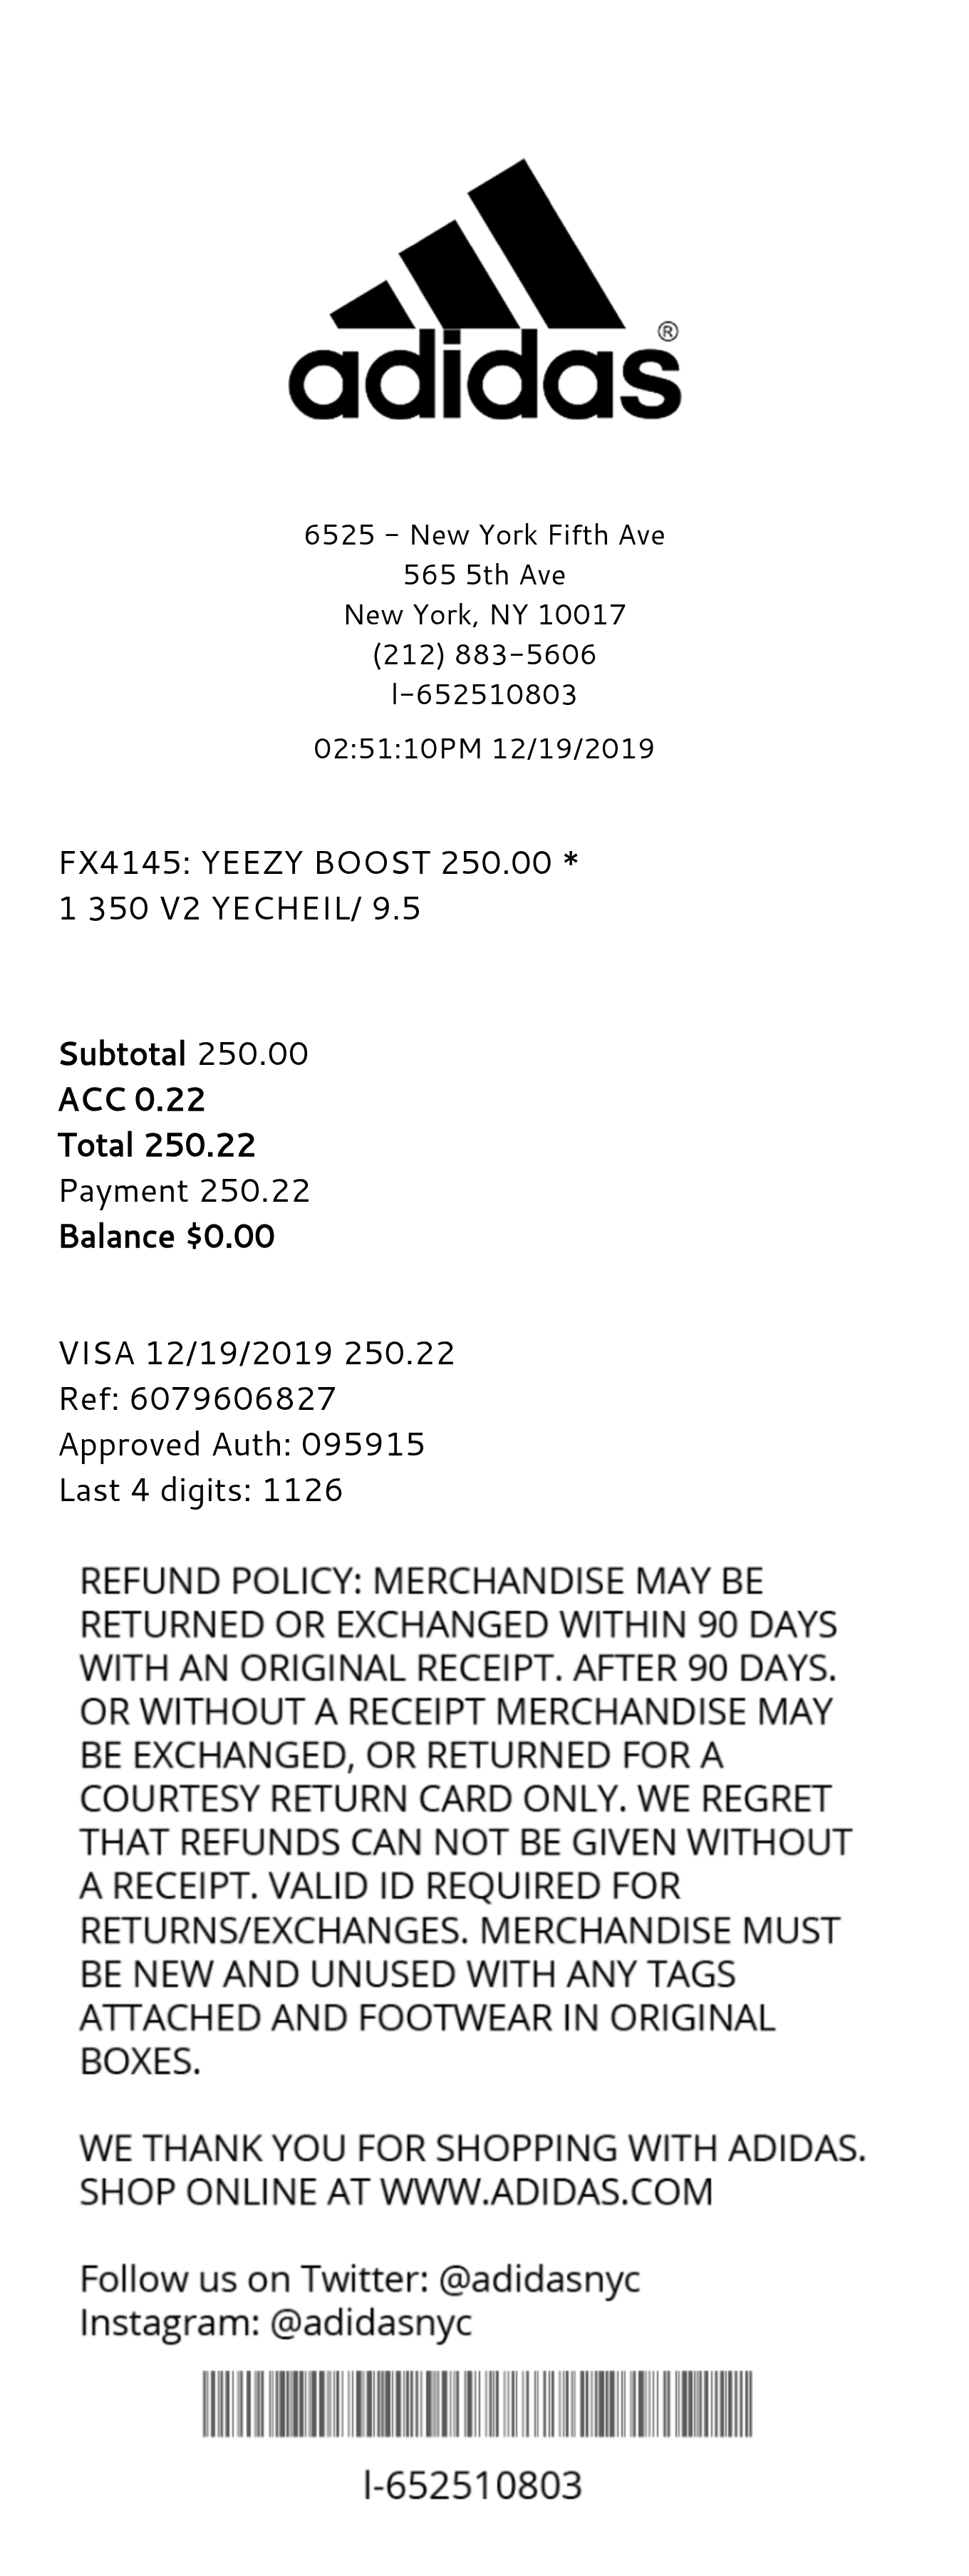 adidas®
6525 - New York Fifth Ave
565 5th Ave
New York, NY 10017
(212) 883-5606
l-652510803
02:51:10PM 12/19/2019
FX4145: YEEZY BOOST 250.00 *
1 350 V2 YECHEIL/ 9.5
Subtotal 250.00
ACC 0.22
Total 250.22
Payment 250.22
Balance $0.00
VISA 12/19/2019 250.22
Ref: 6079606827
Approved Auth: 095915
Last 4 digits: 1126
REFUND POLICY: MERCHANDISE MAY BE
RETURNED OR EXCHANGED WITHIN 90 DAYS
WITH AN ORIGINAL RECEIPT. AFTER 90 DAYS.
OR WITHOUT A RECEIPT MERCHANDISE MAY
BE EXCHANGED, OR RETURNED FOR A
COURTESY RETURN CARD ONLY. WE REGRET
THAT REFUNDS CAN NOT BE GIVEN WITHOUT
A RECEIPT. VALID ID REQUIRED FOR
RETURNS/EXCHANGES. MERCHANDISE MUST
BE NEW AND UNUSED WITH ANY TAGS
ATTACHED AND FOOTWEAR IN ORIGINAL
BOXES.
WE THANK YOU FOR SHOPPING WITH ADIDAS.
SHOP ONLINE AT WWW.ADIDAS.COM
Follow us on Twitter: @adidasnyc
Instagram: @adidasnyc
l-652510803